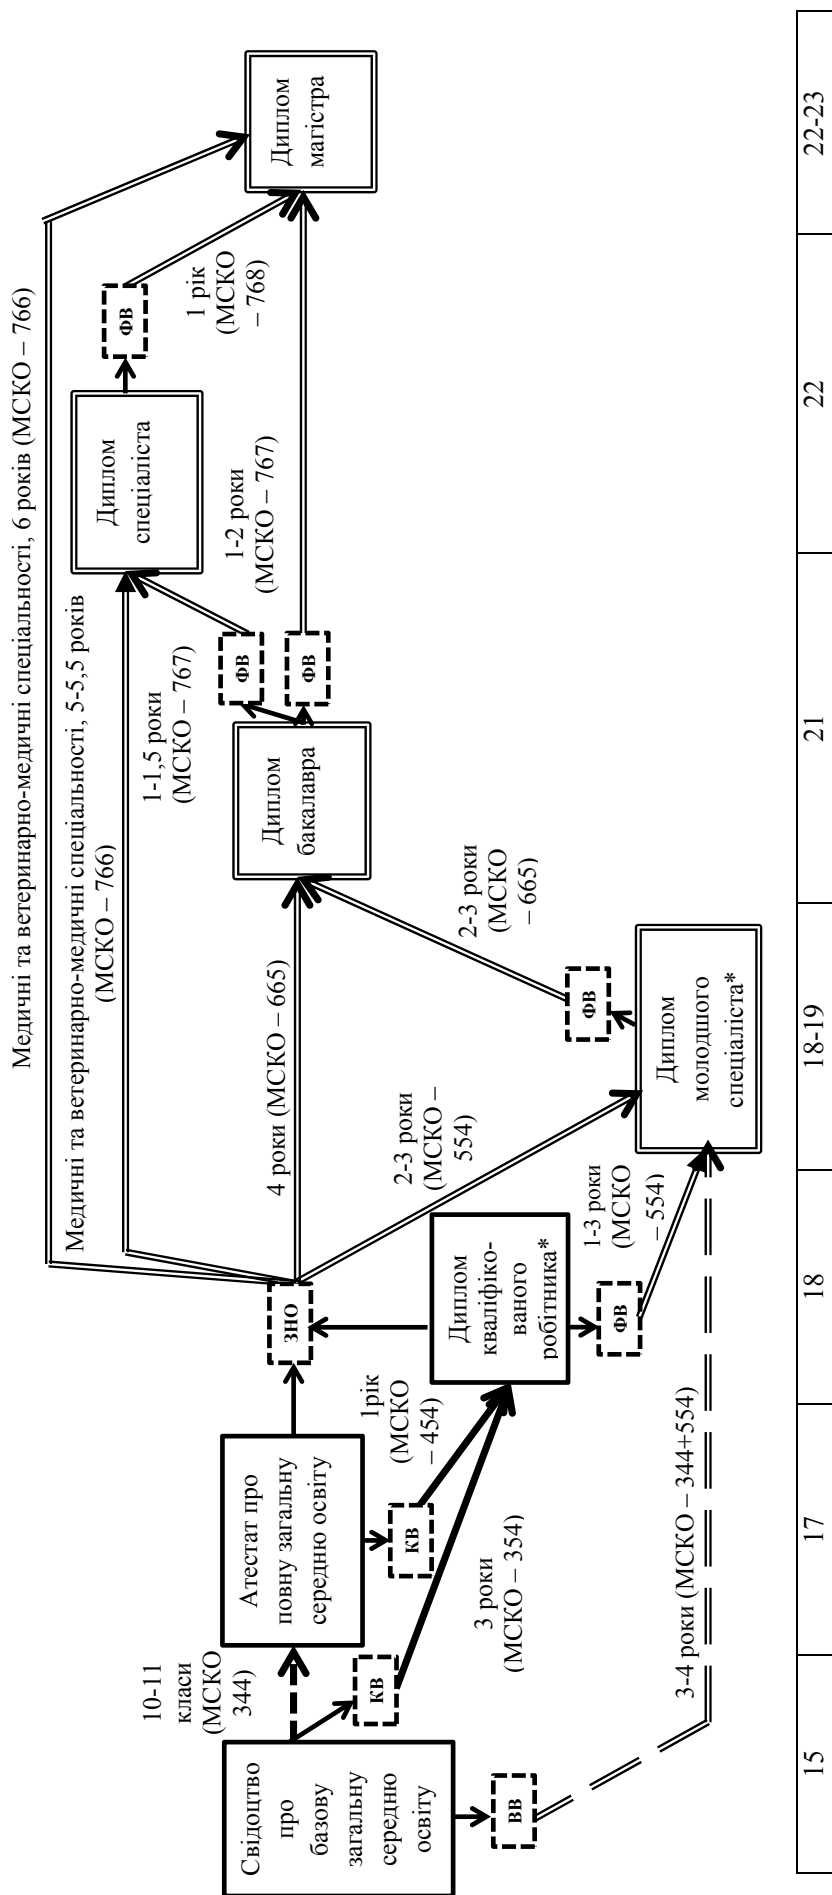 Медичні та ветеринарно-медичні спеціальності, 6 років (МСКО – 766)
Медичні та ветеринарно-медичні спеціальності, 5-5,5 років
(МСКО – 766)
Диплом
спеціаліста
ФВ
1 рік
(МСКО
– 768)
Диплом
магістра
1-1,5 роки
(МСКО – 767)
ФВ
1-2 роки
(МСКО – 767)
ФВ
10-11
класи
(МСКО
344)
Атестат про
повну загальну
середню освіту
ЗНО
4 роки (МСКО – 665)
Диплом
бакалавра
Свідоцтво
про
базову
загальну
середню
освіту
КВ
КВ
1рік
(МСКО
– 454)
2-3 роки
(МСКО –
554)
2-3 роки
(МСКО
– 665)
3 роки
(МСКО – 354)
Диплом
кваліфіко-
ваного
робітника*
ФВ
1-3 роки
(МСКО
– 554)
ФВ
Диплом
молодшого
спеціаліста*
ВВ
3-4 роки (МСКО – 344+554)
15
17
18
18-19
21
22
22-23